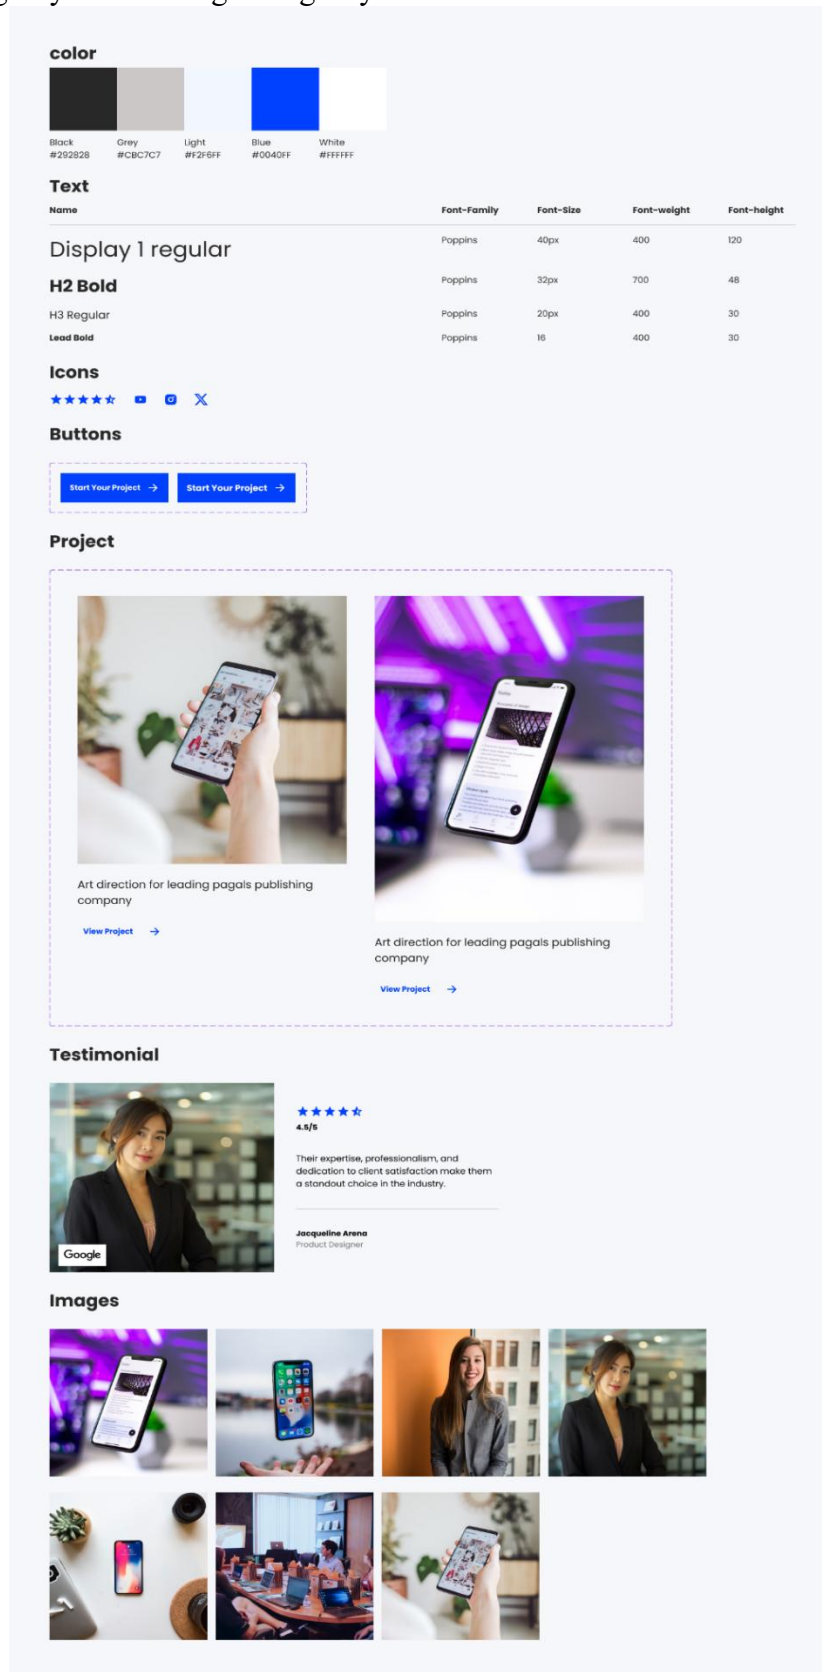 color
Black Grey Light Blue White
#292828 #CBC7C7 #F2F6FF #0040FF #FFFFFF
Text
Name Font-Family Font-Size Font-weight Font-height
Display 1 regular Poppins 40px 400 120
H2 Bold Poppins 32px 700 48
H3 Regular Poppins 20px 400 30
Lead Bold Poppins 16 400 30
Icons
Buttons
Start Your Project → Start Your Project →
Project
Art direction for leading pagals publishing
company
View Project →
Art direction for leading pagals publishing
company
View Project →
Testimonial
Google
4.5/5
Their expertise, professionalism, and
dedication to client satisfaction make them
a standout choice in the industry.
Jacqueline Arena
Product Designer
Images